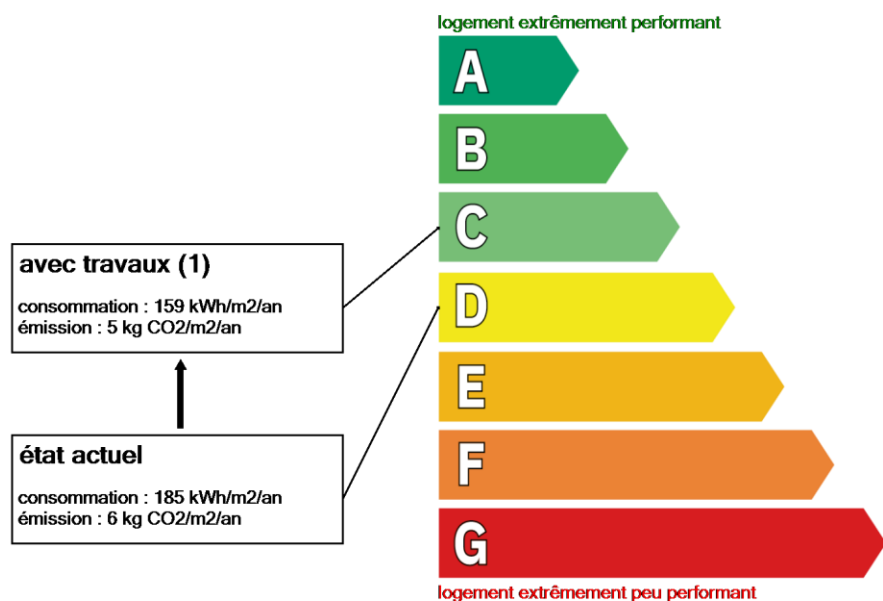 logement extrêmement performant
A
B
C
avec travaux (1)
consommation : 159 kWh/m2/an
émission : 5 kg CO2/m2/an
D
E
état actuel
consommation : 185 kWh/m2/an
émission : 6 kg CO2/m2/an
F
G
logement extrêmement peu performant